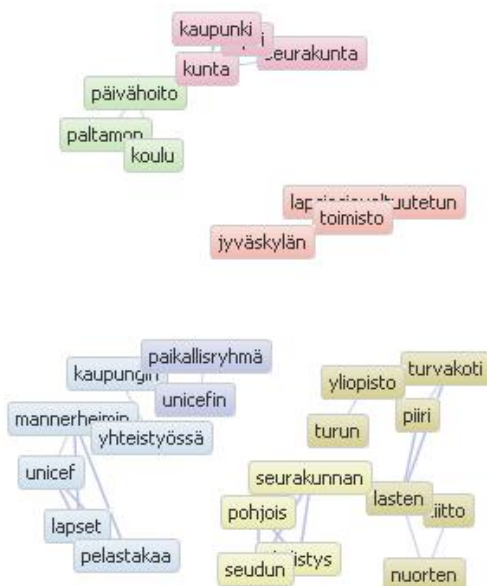 kaupunki
seurakunta
kunta
päivähoito
paltamon
koulu
toimisto
jyväskylän
paikallisryhmä
kaupungin
unicefin
mannerheimin
yhteistyössä
unicef
lapset
pelastakaa
turvakoti
yliopisto
piiri
turun
seurakunnan
lasten
pohjois
seudun
nuorten